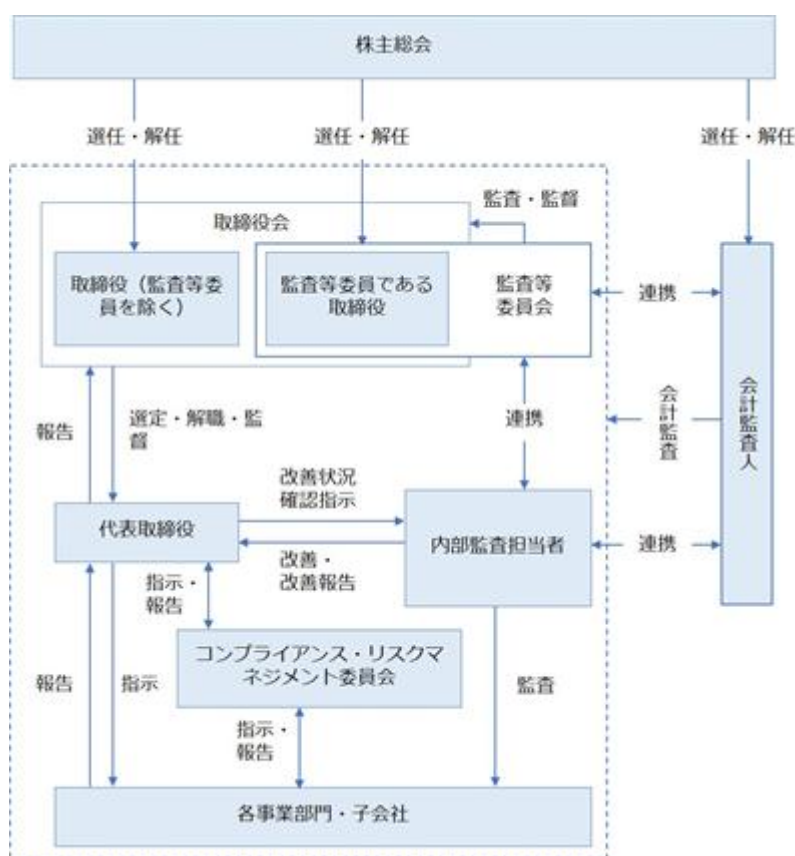 株主総会
選任・解任
選任・解任
選任・解任
監査・監督
取締役会
取締役（監査等委
員を除く）
監査等委員である
取締役
監査等
委員会
連携
会計監査
会計監査人
報告
選定・解職・監
督
連携
改善状況
確認指示
代表取締役
内部監査担当者
連携
改善・
改善報告
指示・
報告
コンプライアンス・リスクマ
ネジメント委員会
報告
指示
監査
指示・
報告
各事業部門・子会社